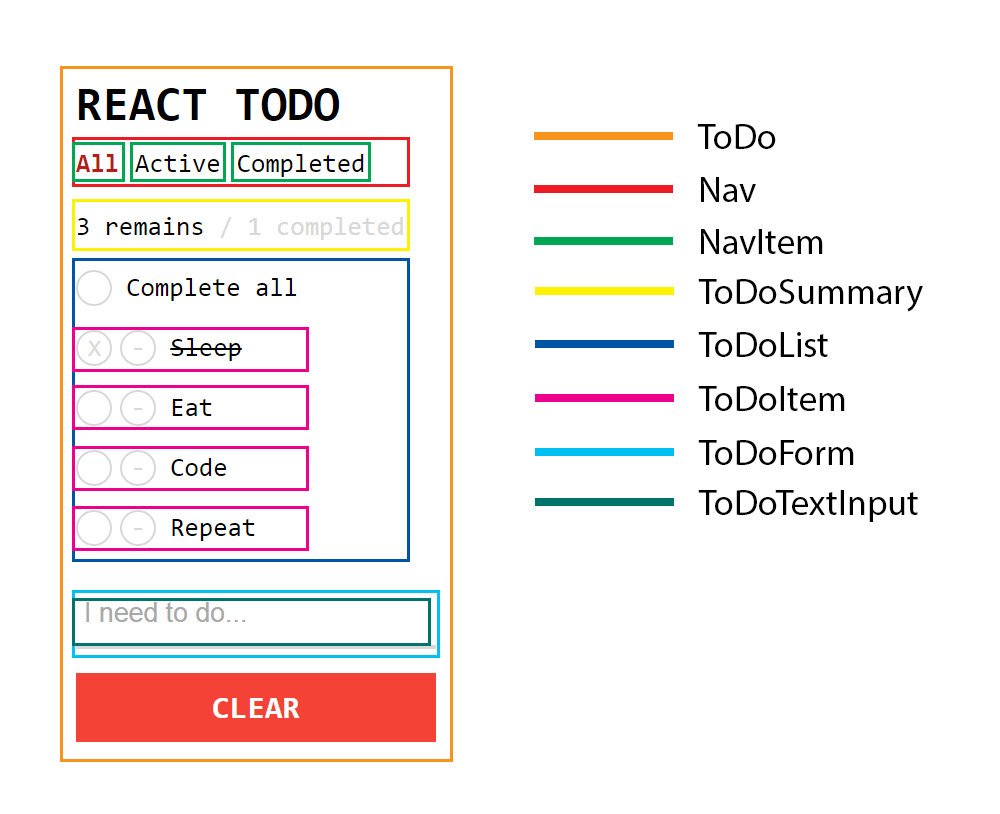 REACT TODO
All Active Completed
3 remains / 1 completed
Complete all
X - Sleep
- Eat
- Code
- Repeat
I need to do...
CLEAR
ToDo
Nav
NavItem
ToDoSummary
ToDoList
ToDoItem
ToDoForm
ToDoTextInput